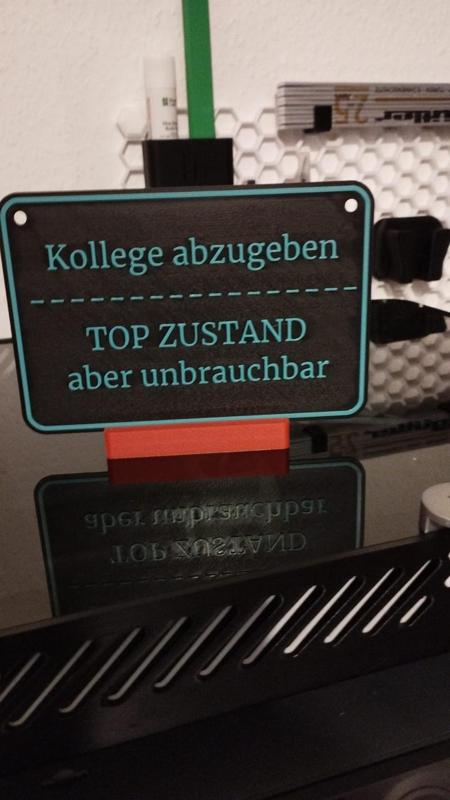 Kollege abzugeben
TOP ZUSTAND
aber unbrauchbar